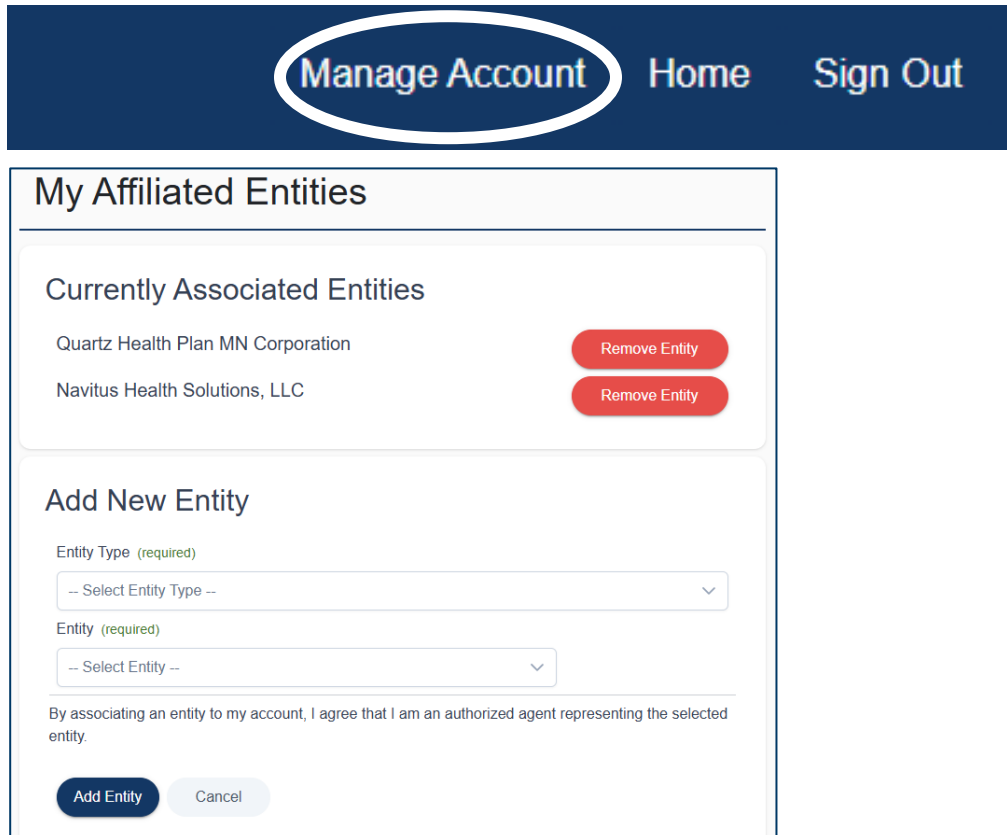 Manage Account Home Sign Out
My Affiliated Entities
Currently Associated Entities
Quartz Health Plan MN Corporation Remove Entity
Navitus Health Solutions, LLC Remove Entity
Add New Entity
Entity Type (required)
-- Select Entity Type --
Entity (required)
-- Select Entity --
By associating an entity to my account, I agree that I am an authorized agent representing the selected
entity.
Add Entity Cancel